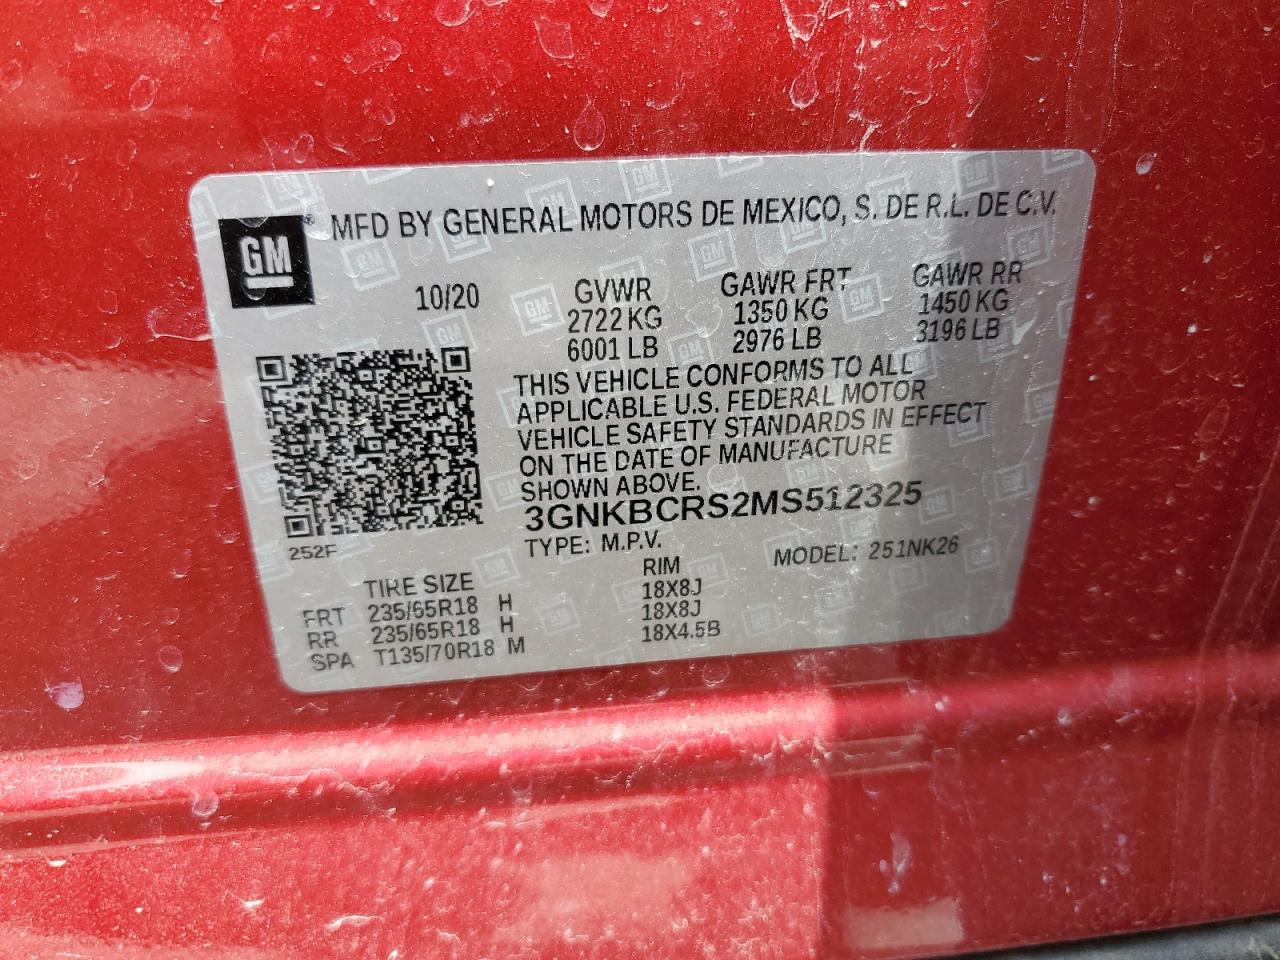 GM MFD BY GENERAL MOTORS DE MEXICO, S. DE R.L. DE C.V.
10/20 GVWR GAWR FRT GAWR RR
2722 KG 1350 KG 1450 KG
6001 LB 2976 LB 3196 LB
THIS VEHICLE CONFORMS TO ALL
APPLICABLE U.S. FEDERAL MOTOR
VEHICLE SAFETY STANDARDS IN EFFECT
ON THE DATE OF MANUFACTURE
SHOWN ABOVE.
3GNKBCRS2MS512325
252F
TYPE: M.P.V. MODEL: 251NK26
TIRE SIZE RIM
FRT 235/65R18 H 18X8J
RR 235/65R18 H 18X8J
SPA T135/70R18 M 18X4.5B